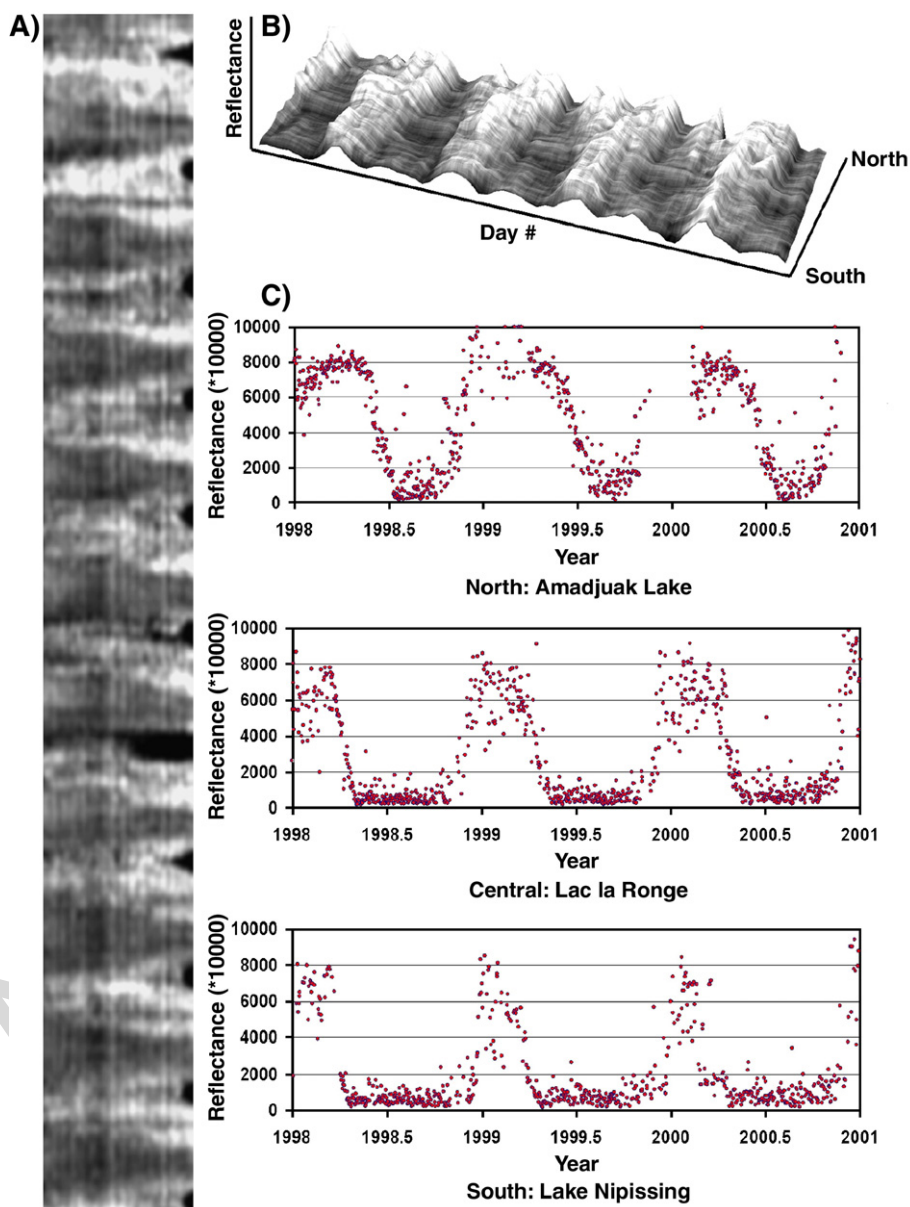 A)
B)
Reflectance
North
Day #
South
C)
Reflectance (*10000)
10000
8000
6000
4000
2000
0
1998 1998.5 1999 1999.5 2000 2000.5 2001
Year
North: Amadjuak Lake
Reflectance (*10000)
10000
8000
6000
4000
2000
0
1998 1998.5 1999 1999.5 2000 2000.5 2001
Year
Central: Lac la Ronge
Reflectance (*10000)
10000
8000
6000
4000
2000
0
1998 1998.5 1999 1999.5 2000 2000.5 2001
Year
South: Lake Nipissing